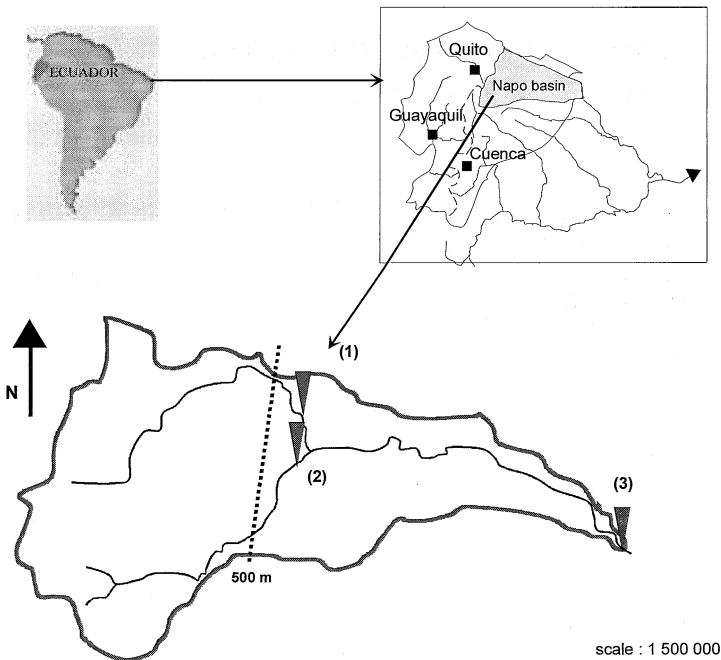 ECUADOR
Quito
Napo basin
Guayaquil
Cuenca
(1)
N
(2)
(3)
500 m
scale : 1 500 000